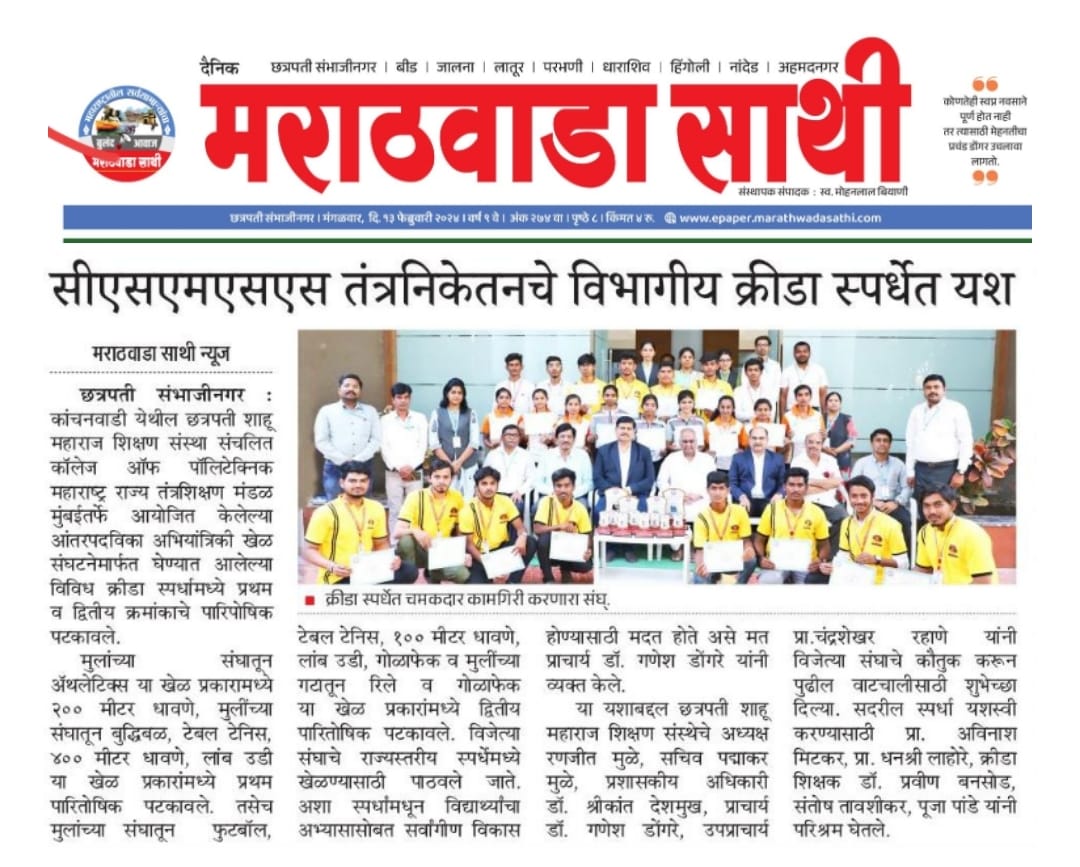 दैनिक
छत्रपती संभाजीनगर | बीड | जालना | लातूर | परभणी | धाराशिव | हिंगोली | नांदेड | अहमदनगर
महाराष्ट्रातील सर्वसामान्यांचा
बुलंद आवाज
मराठवाडा साथी
मराठवाडा साथी
कोणतेही स्वप्न नवसाने
पूर्ण होत नाही
तर त्यासाठी मेहनतीचा
प्रचंड डोंगर उचलावा
लागतो.
संस्थापक संपादक : स्व. मोहनलाल बियाणी
छत्रपती संभाजीनगर । मंगळवार, दि. १३ फेब्रुवारी २०२४ । वर्ष ९ वे । अंक २७४ वा । पृष्ठे ८ । किंमत ४ रु. www.epaper.marathwadasathi.com
सीएसएमएसएस तंत्रनिकेतनचे विभागीय क्रीडा स्पर्धेत यश
मराठवाडा साथी न्यूज
छत्रपती संभाजीनगर :
कांचनवाडी येथील छत्रपती शाहू
महाराज शिक्षण संस्था संचलित
कॉलेज ऑफ पॉलिटेक्निक
महाराष्ट्र राज्य तंत्रशिक्षण मंडळ
मुंबईतर्फे आयोजित केलेल्या
आंतरपदविका अभियांत्रिकी खेळ
संघटनेमार्फत घेण्यात आलेल्या
विविध क्रीडा स्पर्धामध्ये प्रथम
व द्वितीय क्रमांकाचे पारिपोषिक
पटकावले.
मुलांच्या संघातून
ॲथलेटिक्स या खेळ प्रकारामध्ये
२०० मीटर धावणे, मुलींच्या
संघातून बुद्धिबळ, टेबल टेनिस,
४०० मीटर धावणे, लांब उडी
या खेळ प्रकारांमध्ये प्रथम
पारितोषिक पटकावले. तसेच
मुलांच्या संघातून फुटबॉल,
क्रीडा स्पर्धेत चमकदार कामगिरी करणारा संघ.
टेबल टेनिस, १०० मीटर धावणे,
लांब उडी, गोळाफेक व मुलींच्या
गटातून रिले व गोळाफेक
या खेळ प्रकारांमध्ये द्वितीय
पारितोषिक पटकावले. विजेत्या
संघाचे राज्यस्तरीय स्पर्धेमध्ये
खेळण्यासाठी पाठवले जाते.
अशा स्पर्धांमधून विद्यार्थ्यांचा
अभ्यासासोबत सर्वांगीण विकास
होण्यासाठी मदत होते असे मत
प्राचार्य डॉ. गणेश डोंगरे यांनी
व्यक्त केले.
या यशाबद्दल छत्रपती शाहू
महाराज शिक्षण संस्थेचे अध्यक्ष
रणजीत मुळे, सचिव पद्माकर
मुळे, प्रशासकीय अधिकारी
डॉ. श्रीकांत देशमुख, प्राचार्य
डॉ. गणेश डोंगरे, उपप्राचार्य
प्रा.चंद्रशेखर रहाणे यांनी
विजेत्या संघाचे कौतुक करून
पुढील वाटचालीसाठी शुभेच्छा
दिल्या. सदरील स्पर्धा यशस्वी
करण्यासाठी प्रा. अविनाश
मिटकर, प्रा. धनश्री लाहोरे, क्रीडा
शिक्षक डॉ. प्रवीण बनसोड,
संतोष तावशीकर, पूजा पांडे यांनी
परिश्रम घेतले.